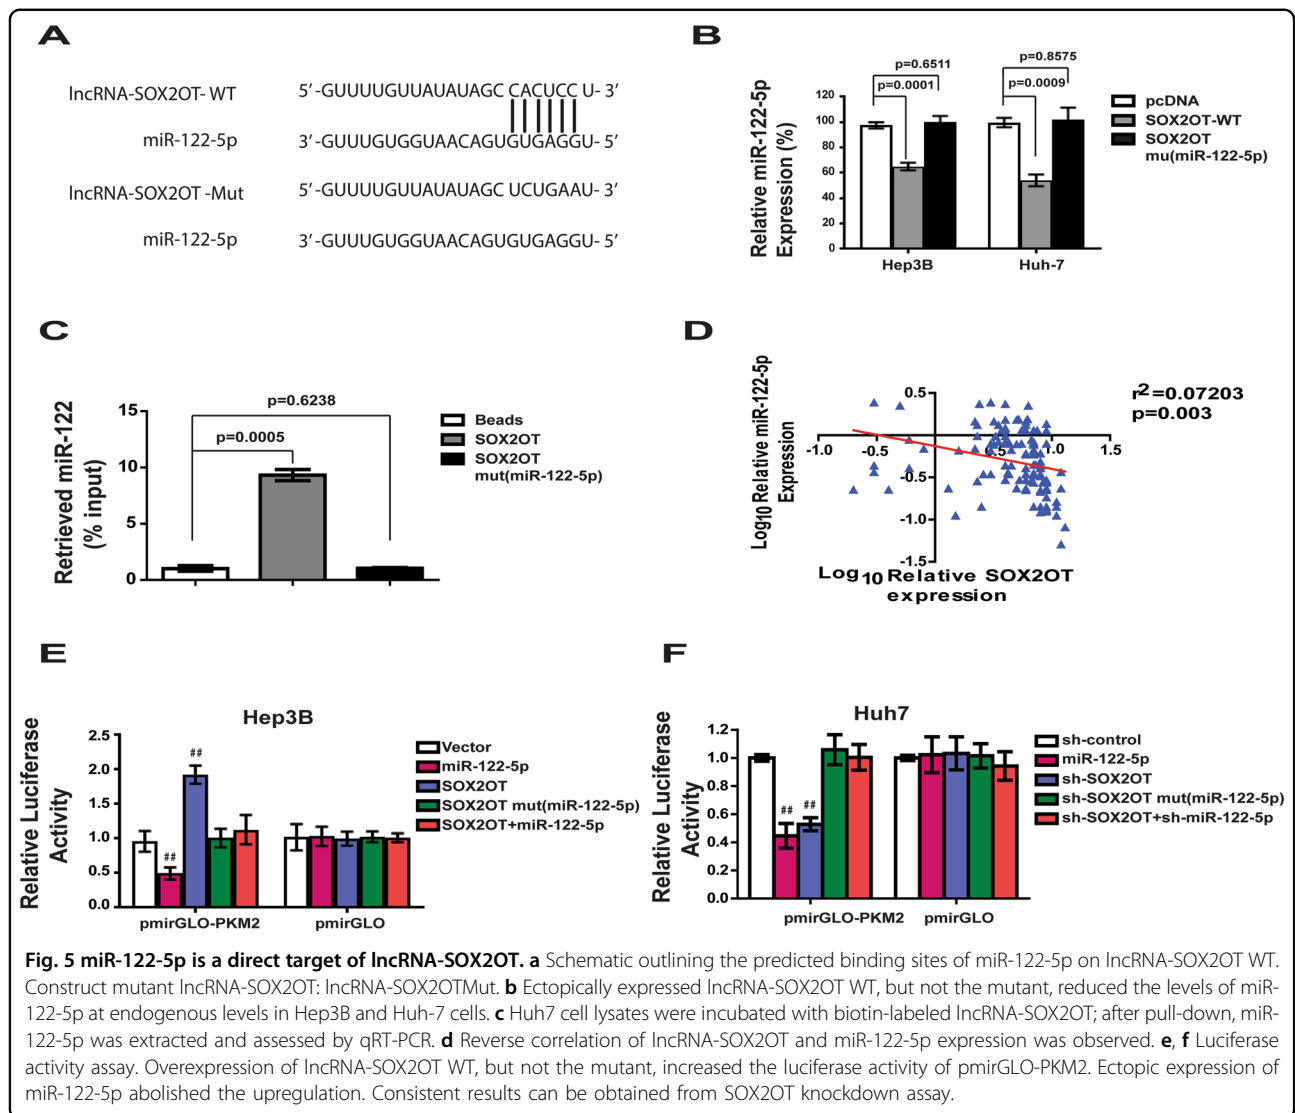 A
lncRNA-SOX2OT- WT 5′-GUUUUGUUAUAUAGC CACUCC U- 3′
miR-122-5p 3′-GUUUGUGGUAACAGUGUGAGGU- 5′
lncRNA-SOX2OT -Mut 5′-GUUUUGUUAUAUAGC UCUGAAU- 3′
miR-122-5p 3′-GUUUGUGGUAACAGUGUGAGGU- 5′
B
p=0.6511 p=0.8575
p=0.0001 p=0.0009
Relative miR-122-5p
Expression (%)
120
100
80
60
40
20
0
Hep3B Huh-7
pcDNA
SOX2OT-WT
SOX2OT
mu(miR-122-5p)
C
p=0.6238
p=0.0005
Retrieved miR-122
(% input)
15
10
5
0
Beads
SOX2OT
SOX2OT
mut(miR-122-5p)
D
Log10 Relative miR-122-5p
Expression
r2=0.07203
p=0.003
0.5
-1.0 -0.5 0.5 1.0 1.5
-0.5
-1.0
-1.5
Log10 Relative SOX2OT
expression
E
Hep3B
Relative Luciferase
Activity
2.5
2.0
1.5
1.0
0.5
0.0
##
##
pmirGLO-PKM2 pmirGLO
Vector
miR-122-5p
SOX2OT
SOX2OT mut(miR-122-5p)
SOX2OT+miR-122-5p
F
Huh7
Relative Luciferase
Activity
1.2
1.0
0.8
0.6
0.4
0.2
0.0
## ##
pmirGLO-PKM2 pmirGLO
sh-control
miR-122-5p
sh-SOX2OT
sh-SOX2OT mut(miR-122-5p)
sh-SOX2OT+sh-miR-122-5p
Fig. 5 miR-122-5p is a direct target of lncRNA-SOX2OT. a Schematic outlining the predicted binding sites of miR-122-5p on lncRNA-SOX2OT WT.
Construct mutant lncRNA-SOX2OT: lncRNA-SOX2OTMut. b Ectopically expressed lncRNA-SOX2OT WT, but not the mutant, reduced the levels of miR-
122-5p at endogenous levels in Hep3B and Huh-7 cells. c Huh7 cell lysates were incubated with biotin-labeled lncRNA-SOX2OT; after pull-down, miR-
122-5p was extracted and assessed by qRT-PCR. d Reverse correlation of lncRNA-SOX2OT and miR-122-5p expression was observed. e, f Luciferase
activity assay. Overexpression of lncRNA-SOX2OT WT, but not the mutant, increased the luciferase activity of pmirGLO-PKM2. Ectopic expression of
miR-122-5p abolished the upregulation. Consistent results can be obtained from SOX2OT knockdown assay.